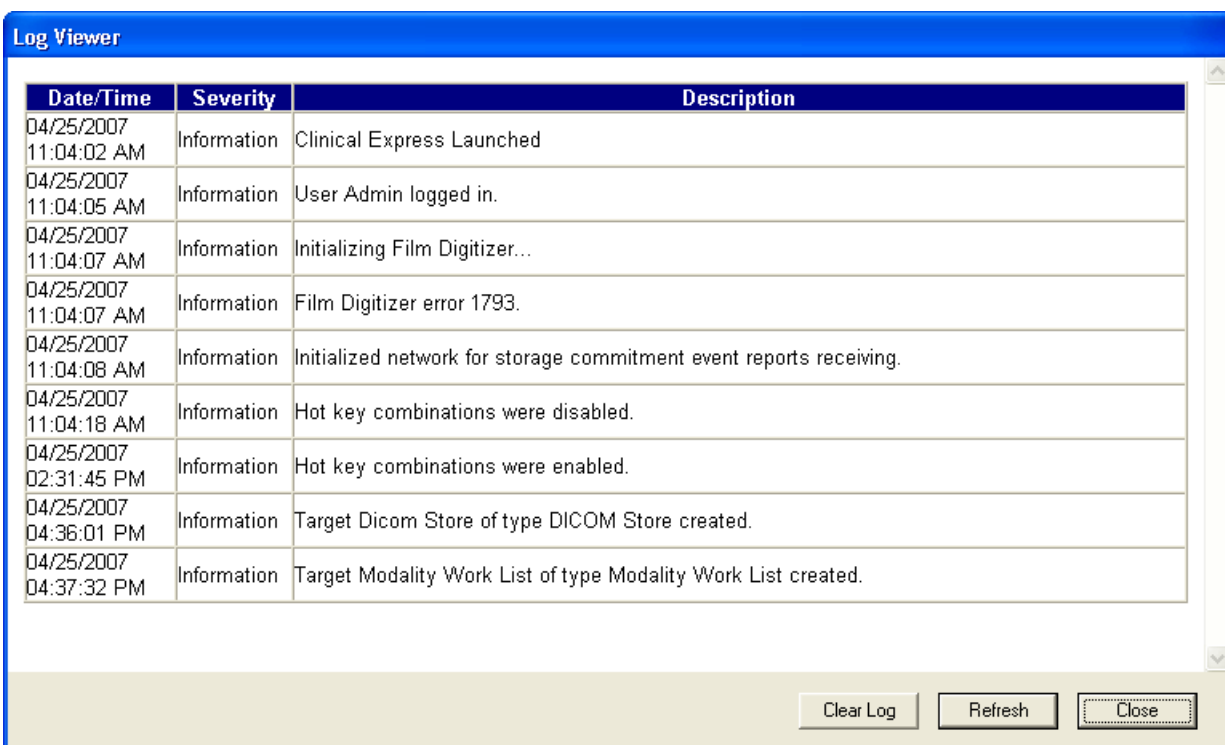 Log Viewer
Date/Time Severity Description
04/25/2007
11:04:02 AM Information Clinical Express Launched
04/25/2007
11:04:05 AM Information User Admin logged in.
04/25/2007
11:04:07 AM Information Initializing Film Digitizer...
04/25/2007
11:04:07 AM Information Film Digitizer error 1793.
04/25/2007
11:04:08 AM Information Initialized network for storage commitment event reports receiving.
04/25/2007
11:04:18 AM Information Hot key combinations were disabled.
04/25/2007
02:31:45 PM Information Hot key combinations were enabled.
04/25/2007
04:36:01 PM Information Target Dicom Store of type DICOM Store created.
04/25/2007
04:37:32 PM Information Target Modality Work List of type Modality Work List created.
Clear Log Refresh Close